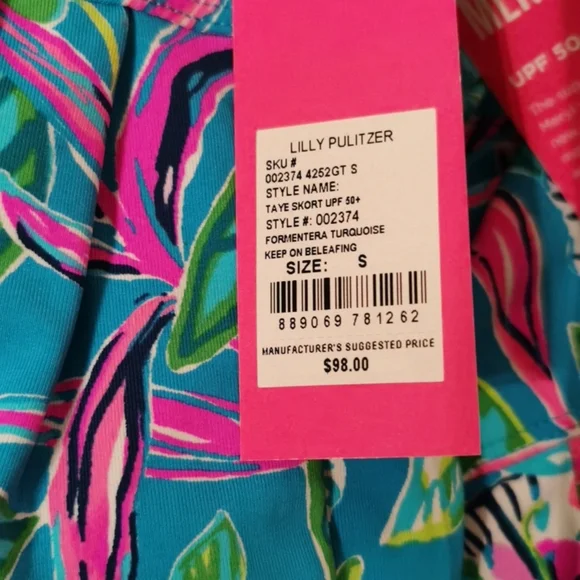 LILLY PULITZER
SKU #
002374 4252GT S
STYLE NAME:
TAYE SKORT UPF 50+
STYLE #: 002374
FORMENTERA TURQUOISE
KEEP ON BELEAFING
SIZE: S
889069 781262
MANUFACTURER'S SUGGESTED PRICE
$98.00
UPF 50
The